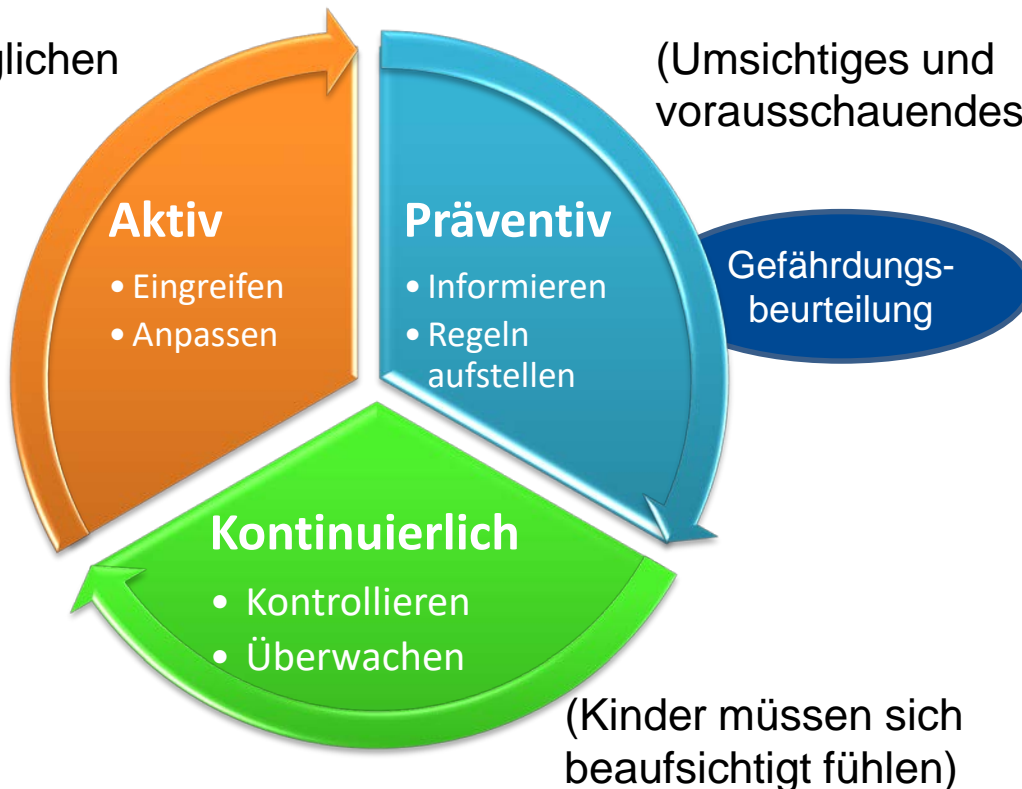 glichen
(Umsichtiges und
vorausschauendes
Aktiv
• Eingreifen
• Anpassen
Präventiv
• Informieren
• Regeln
aufstellen
Gefährdungs-
beurteilung
Kontinuierlich
• Kontrollieren
• Überwachen
(Kinder müssen sich
beaufsichtigt fühlen)